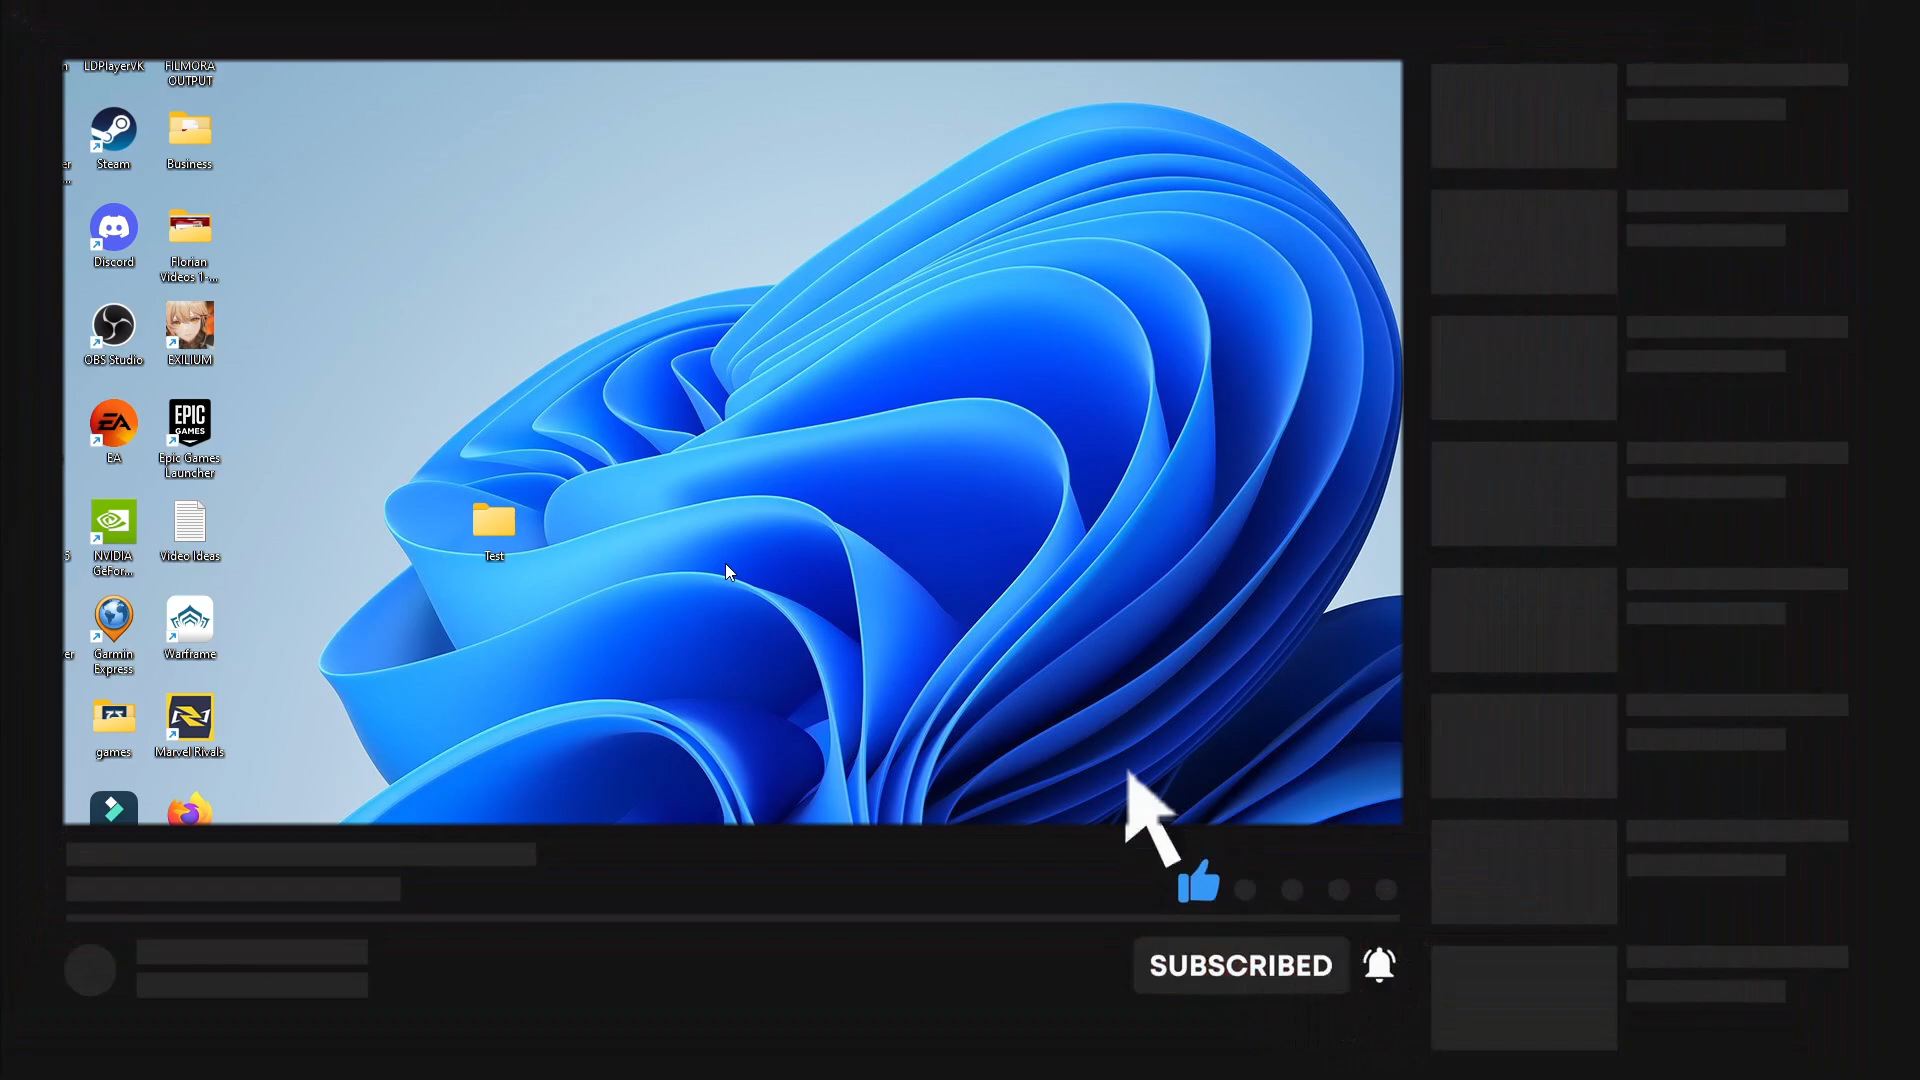 LDPlayerVK
FILMORA
OUTPUT
Steam
Business
Discord
Florian
Videos 1-...
OBS Studio
EXILIUM
EA
EA
EPIC
GAMES
Epic Games
Launcher
Test
NVIDIA
GeFor...
Video Ideas
Garmin
Express
Warframe
games
Marvel Rivals
SUBSCRIBED